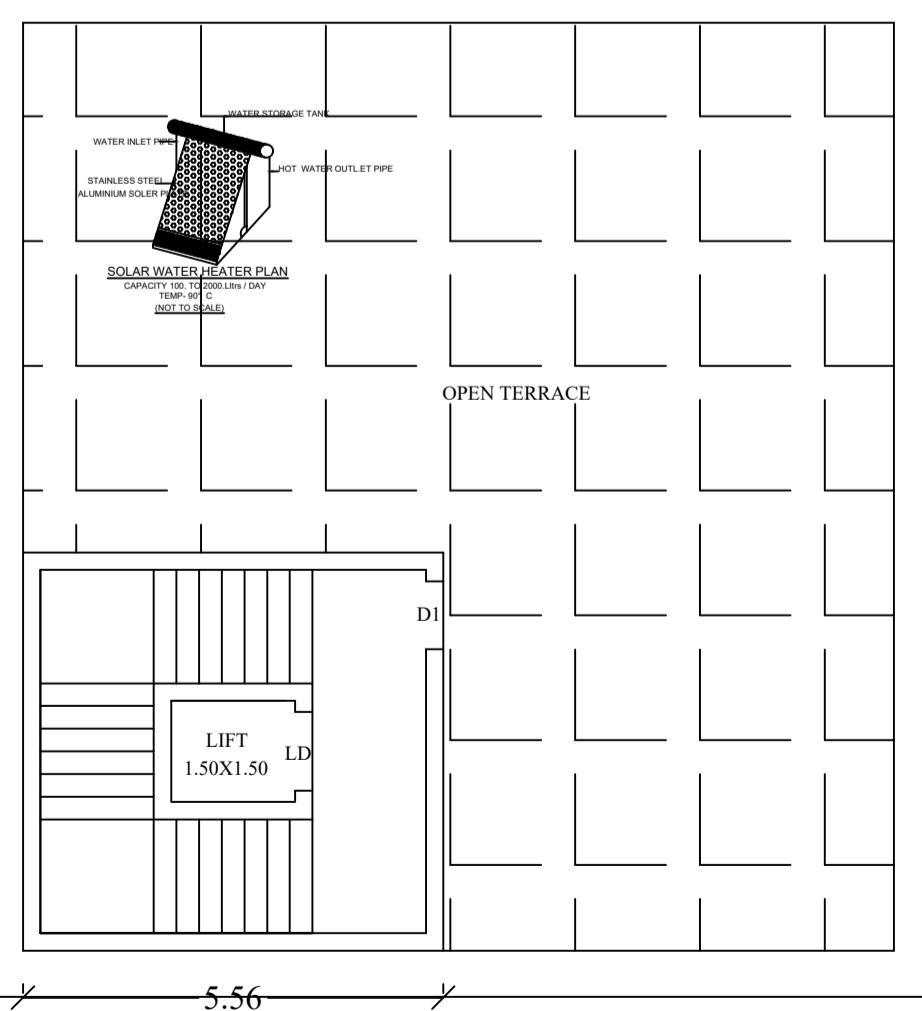 WATER STORAGE TANK
WATER INLET PIPE
HOT WATER OUTLET PIPE
STAINLESS STEEL
ALUMINIUM SOLER
SOLAR WATER HEATER PLAN
CAPACITY 100. TO 2000.LItrs / DAY
TEMP- 90° C
(NOT TO SCALE)
OPEN TERRACE
D1
LIFT
LD
1.50X1.50
5.56